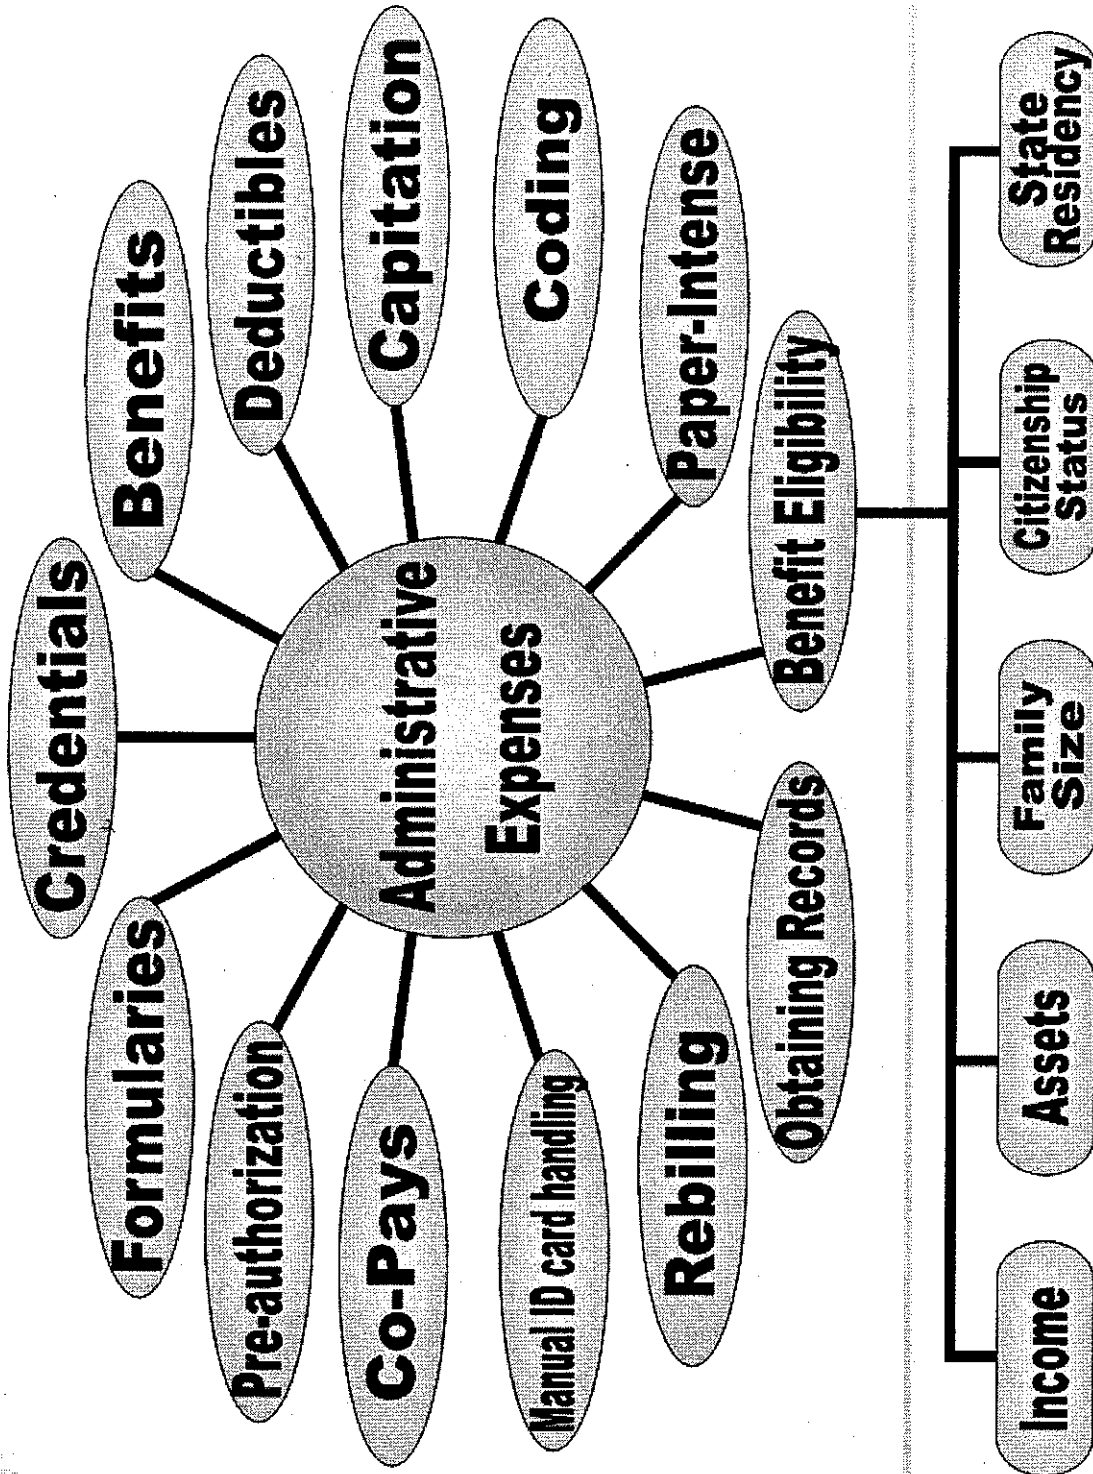 Credentials
Formularies
Benefits
Pre-authorization
Deductibles
Co-Pays
Administrative
Expenses
Capitation
Manual ID card handling
Coding
Rebilling
Paper-Intense
Obtaining Records
Benefit Eligibility
Income
Assets
Family
Size
Citizenship
Status
State
Residency